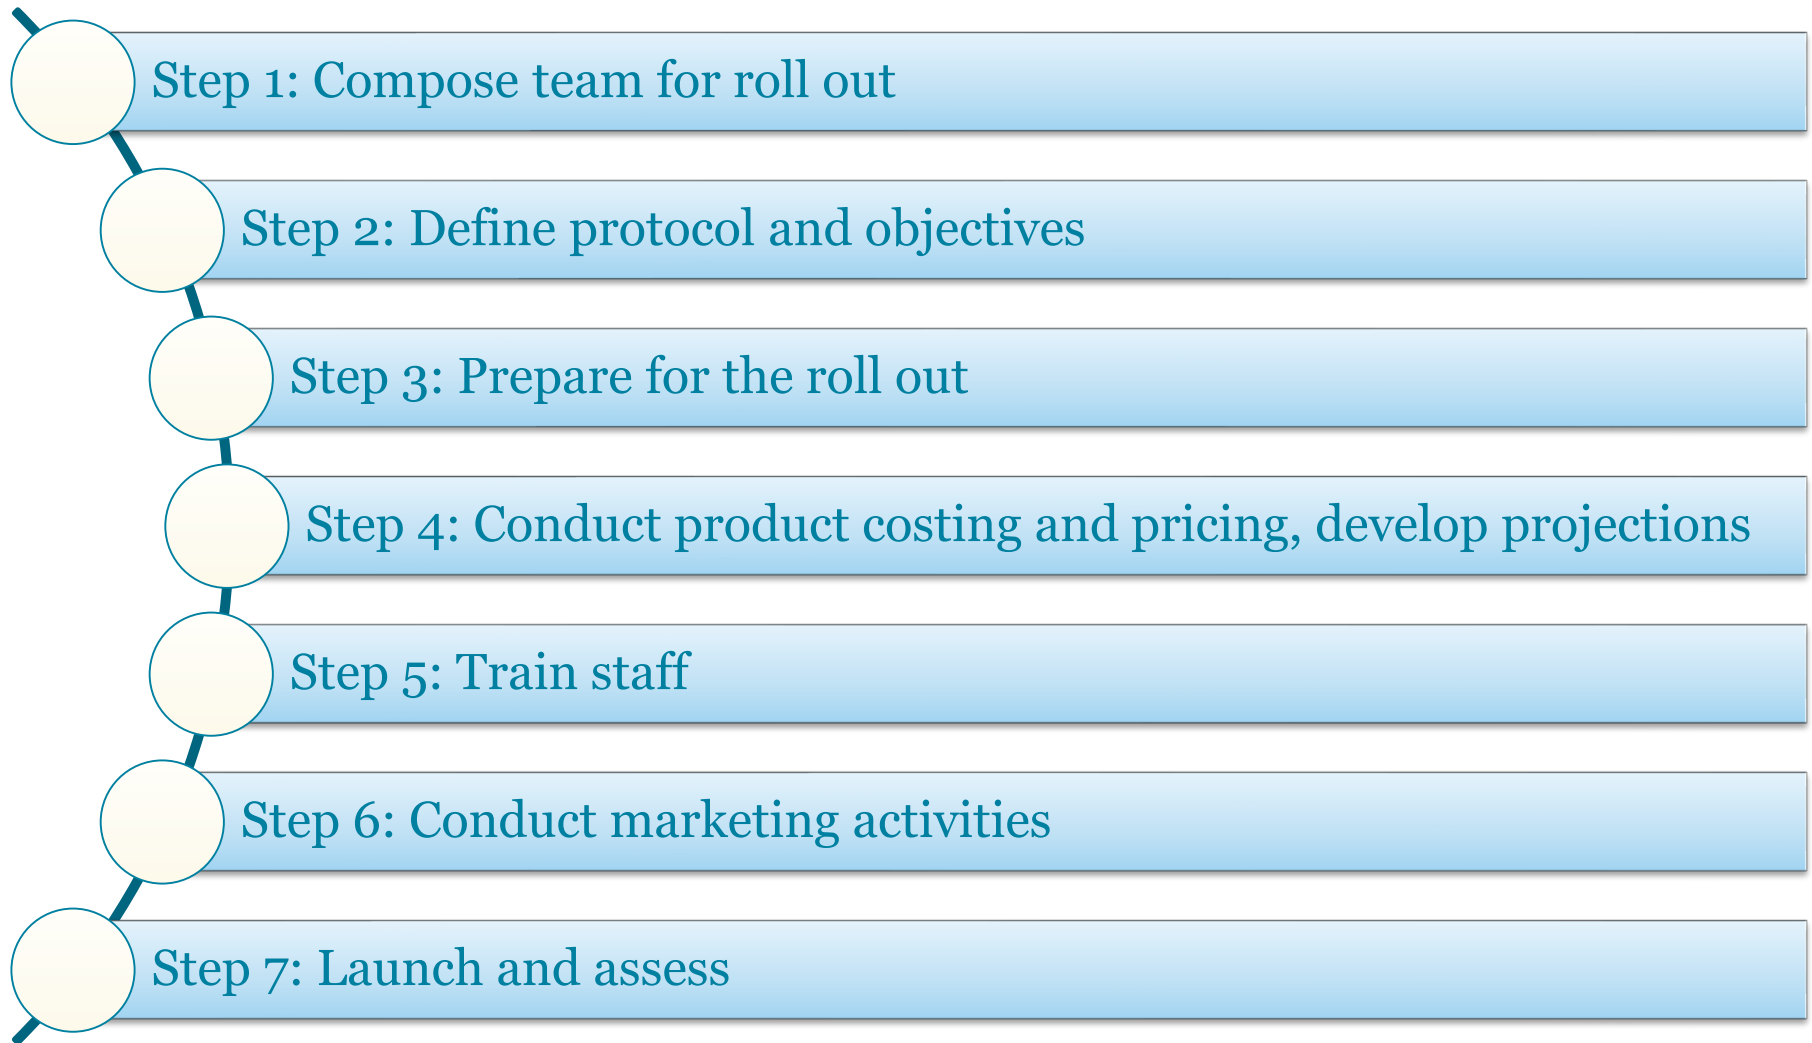 Step 1: Compose team for roll out
Step 2: Define protocol and objectives
Step 3: Prepare for the roll out
Step 4: Conduct product costing and pricing, develop projections
Step 5: Train staff
Step 6: Conduct marketing activities
Step 7: Launch and assess